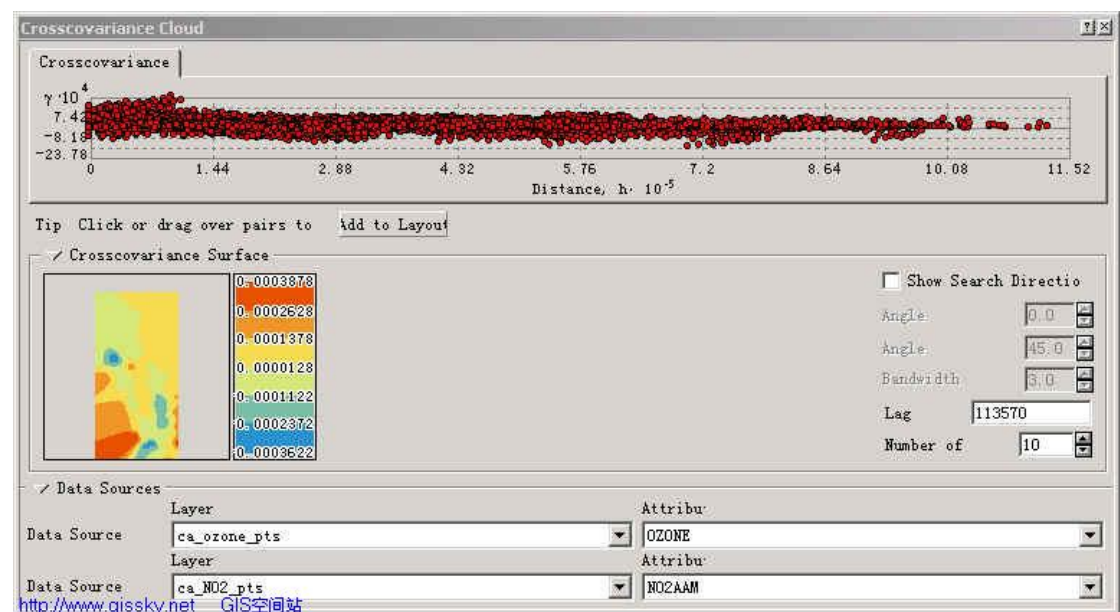 Crosscovariance Cloud
Crosscovariance
γ·10 4
7.42
-8.18
-23.78
0 1.44 2.88 4.32 5.76 7.2 8.64 10.08 11.52
Distance, h· 10 -5
Tip Click or drag over pairs to Add to Layout
Crosscovariance Surface
0.0003878
0.0002628
0.0001378
0.0000128
0.0001122
0.0002372
0.0003622
Show Search Directio
Angle 0.0
Angle 45.0
Bandwidth 3.0
Lag 113570
Number of 10
Data Sources
Layer Attribu
Data Source ca_ozone_pts OZONE
Layer Attribu
Data Source ca_NO2_pts NO2AAM
http://www.gissky.net GIS空间站